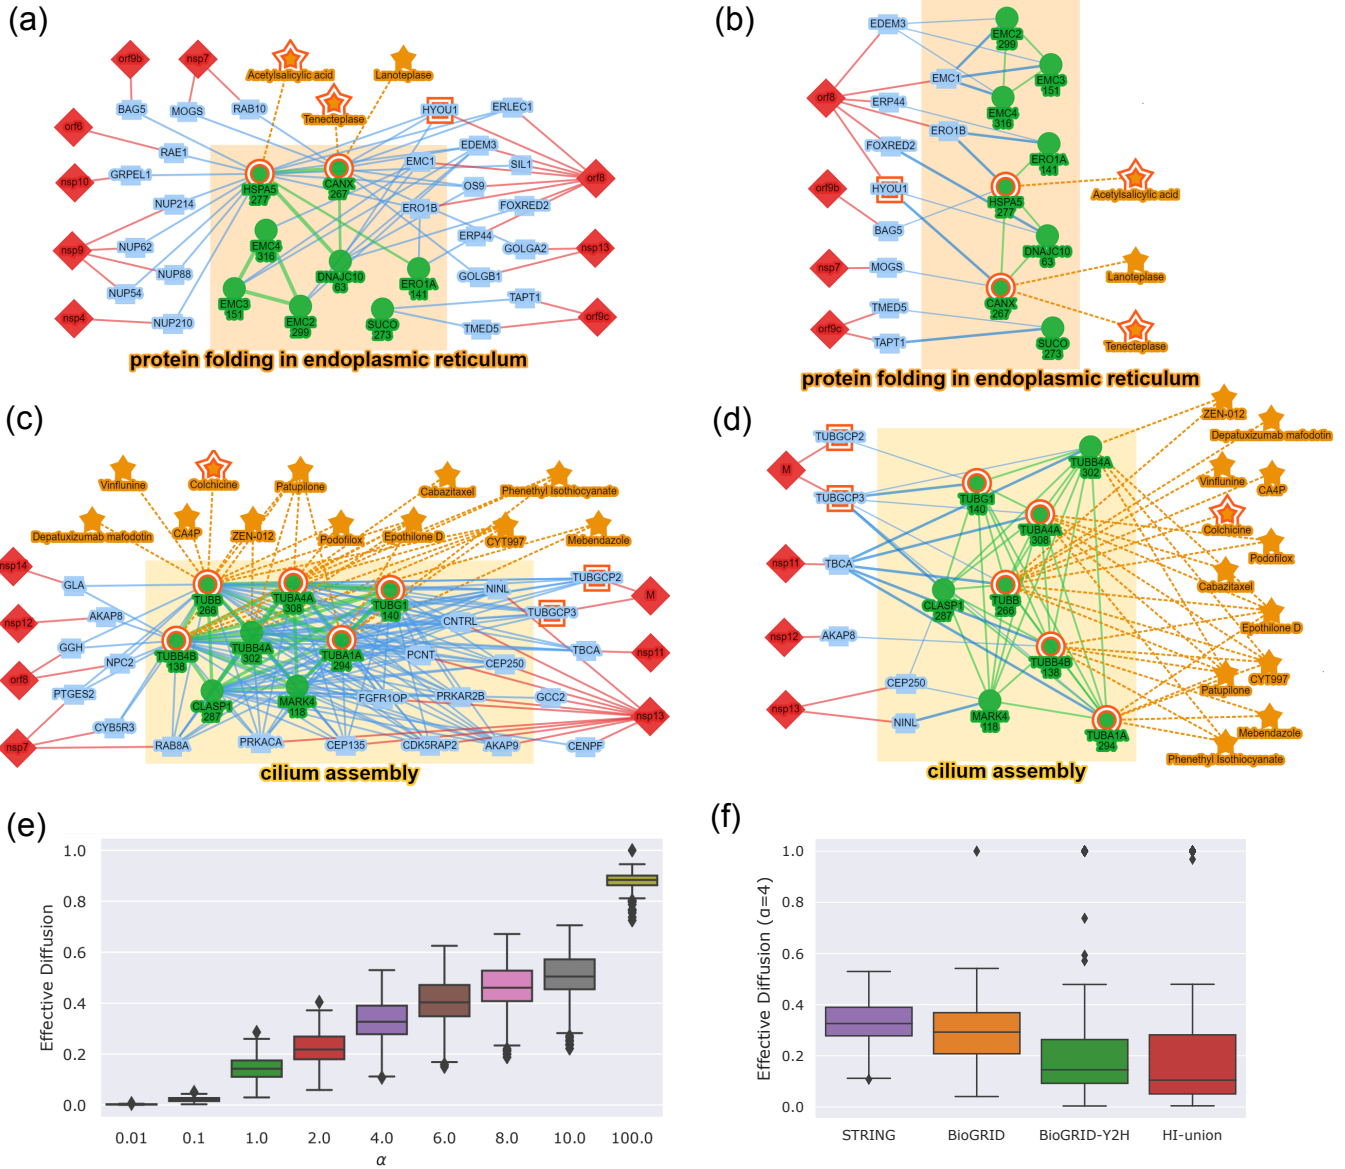 (a)
orf9b
nsp7
Acetylsalicylic acid
Lanoteplase
BAG5
MOGS
RAB10
Tenecteplase
HYOU1
ERLEC1
orf6
RAE1
EDEM3
EMC1
SIL1
nsp10
GRPEL1
HSPA5
277
CANX
267
OS9
orf8
NUP214
ERO1B
FOXRED2
nsp9
NUP62
EMC4
316
ERP44
GOLGA2
nsp13
NUP88
DNAJC10
63
ERO1A
141
GOLGB1
NUP54
EMC3
151
EMC2
299
SUCO
273
TAPT1
nsp4
NUP210
TMED5
orf9c
protein folding in endoplasmic reticulum
(b)
EDEM3
EMC2
299
EMC1
EMC3
151
orf8
ERP44
EMC4
316
ERO1B
FOXRED2
ERO1A
141
orf9b
HYOU1
HSPA5
277
Acetylsalicylic acid
BAG5
DNAJC10
63
nsp7
MOGS
Lanoteplase
CANX
267
TMED5
orf9c
TAPT1
SUCO
273
Tenecteplase
protein folding in endoplasmic reticulum
(c)
Vinflunine
Colchicine
Patupilone
Cabazitaxel
Phenethyl Isothiocyanate
Depatuxizumab mafodotin
CA4P
ZEN-012
Podofilox
Epothilone D
CYT997
Mebendazole
nsp14
GLA
TUBB
266
TUBA4A
308
TUBG1
140
NINL
TUBGCP2
M
nsp12
AKAP8
CNTRL
TUBGCP3
GGH
TUBB4B
138
TUBB4A
302
TUBA1A
294
PCNT
TBCA
nsp11
orf8
NPC2
CEP250
PTGES2
CLASP1
287
MARK4
118
FGFR1OP
PRKAR2B
GCC2
nsp13
nsp7
CYB5R3
RAB8A
PRKACA
CEP135
CDK5RAP2
AKAP9
CENPF
cilium assembly
(d)
TUBGCP2
ZEN-012
Depatuxizumab mafodotin
M
TUBB4A
302
TUBGCP3
TUBG1
140
Vinflunine
CA4P
TUBA4A
308
Colchicine
Podofilox
nsp11
TBCA
Cabazitaxel
CLASP1
287
TUBB
266
Epothilone D
nsp12
AKAP8
TUBB4B
138
CYT997
Patupilone
CEP250
nsp13
NINL
MARK4
118
TUBA1A
294
Mebendazole
Phenethyl Isothiocyanate
cilium assembly
(e)
Effective Diffusion
1.0
0.8
0.6
0.4
0.2
0.0
0.01 0.1 1.0 2.0 4.0 6.0 8.0 10.0 100.0
α
(f)
Effective Diffusion (α=4)
1.0
0.8
0.6
0.4
0.2
0.0
STRING BioGRID BioGRID-Y2H HI-union